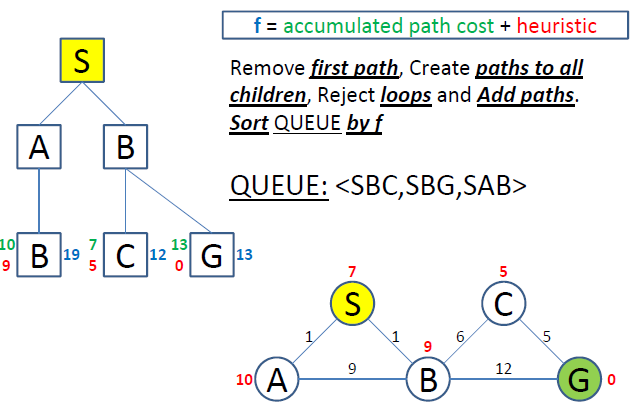 f = accumulated path cost + heuristic
S
Remove first path, Create paths to all
children, Reject loops and Add paths.
Sort QUEUE by f
A B
QUEUE: <SBC,SBG,SAB>
10 9 B 19 7 5 C 12 13 0 G 13
7 5
S C
1 1 9 6 5
10 A 9 B 12 G 0